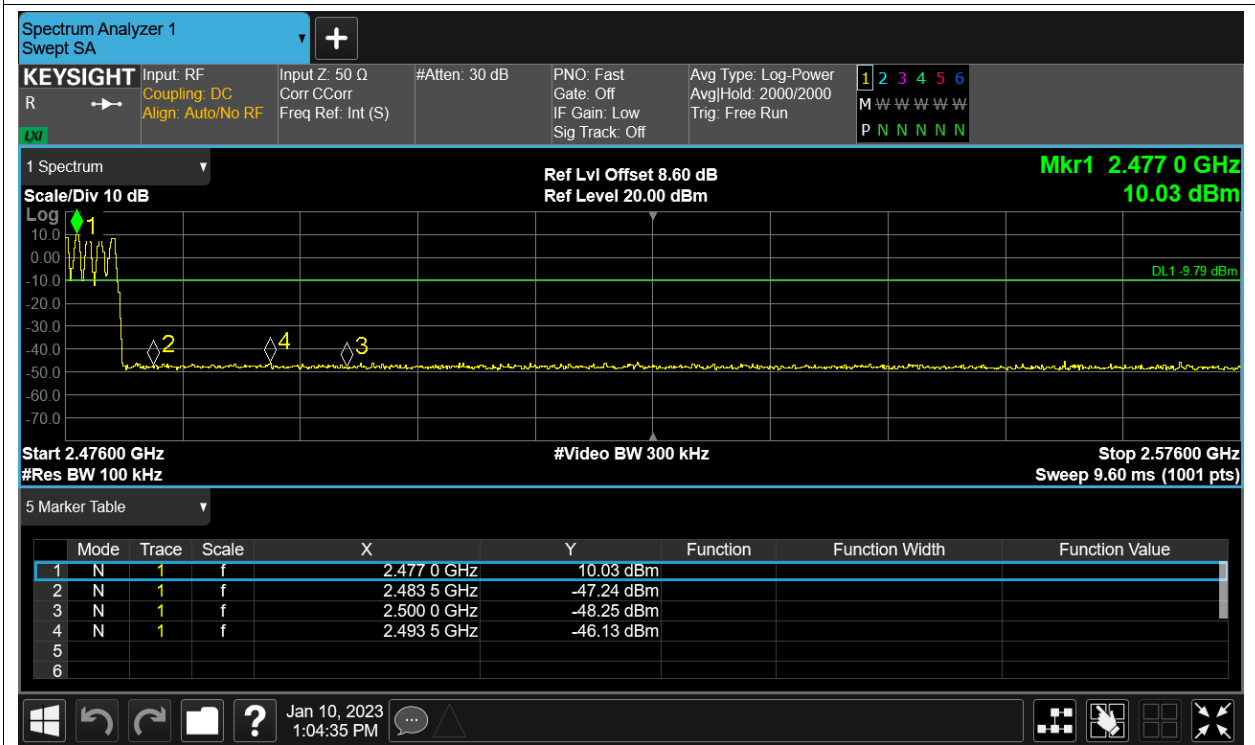 Spectrum Analyzer 1
Swept SA
+
KEYSIGHT Input: RF Input Z: 50 Ω #Atten: 30 dB PNO: Fast Avg Type: Log-Power 1 2 3 4 5 6
R Coupling: DC Corr CCorr Gate: Off Avg|Hold: 2000/2000 M W W W W W
Align: Auto/No RF Freq Ref: Int (S) IF Gain: Low Trig: Free Run
LXI Sig Track: Off P N N N N N
1 Spectrum Ref Lvl Offset 8.60 dB Mkr1 2.477 0 GHz
Scale/Div 10 dB Ref Level 20.00 dBm 10.03 dBm
Log 1
10.0
0.00
-10.0 DL1 -9.79 dBm
-20.0
-30.0
-40.0 2 4 3
-50.0
-60.0
-70.0
Start 2.47600 GHz #Video BW 300 kHz Stop 2.57600 GHz
#Res BW 100 kHz Sweep 9.60 ms (1001 pts)
5 Marker Table
Mode Trace Scale X Y Function Function Width Function Value
1 N 1 f 2.477 0 GHz 10.03 dBm
2 N 1 f 2.483 5 GHz -47.24 dBm
3 N 1 f 2.500 0 GHz -48.25 dBm
4 N 1 f 2.493 5 GHz -46.13 dBm
5
6
? Jan 10, 2023
1:04:35 PM